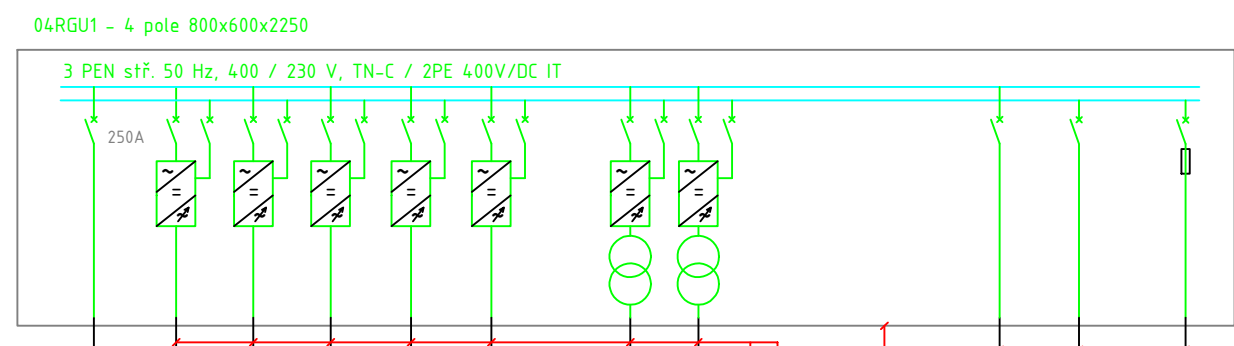 04RGU1 - 4 pole 800x600x2250
3 PEN stř. 50 Hz, 400 / 230 V, TN-C / 2PE 400V/DC IT
250A